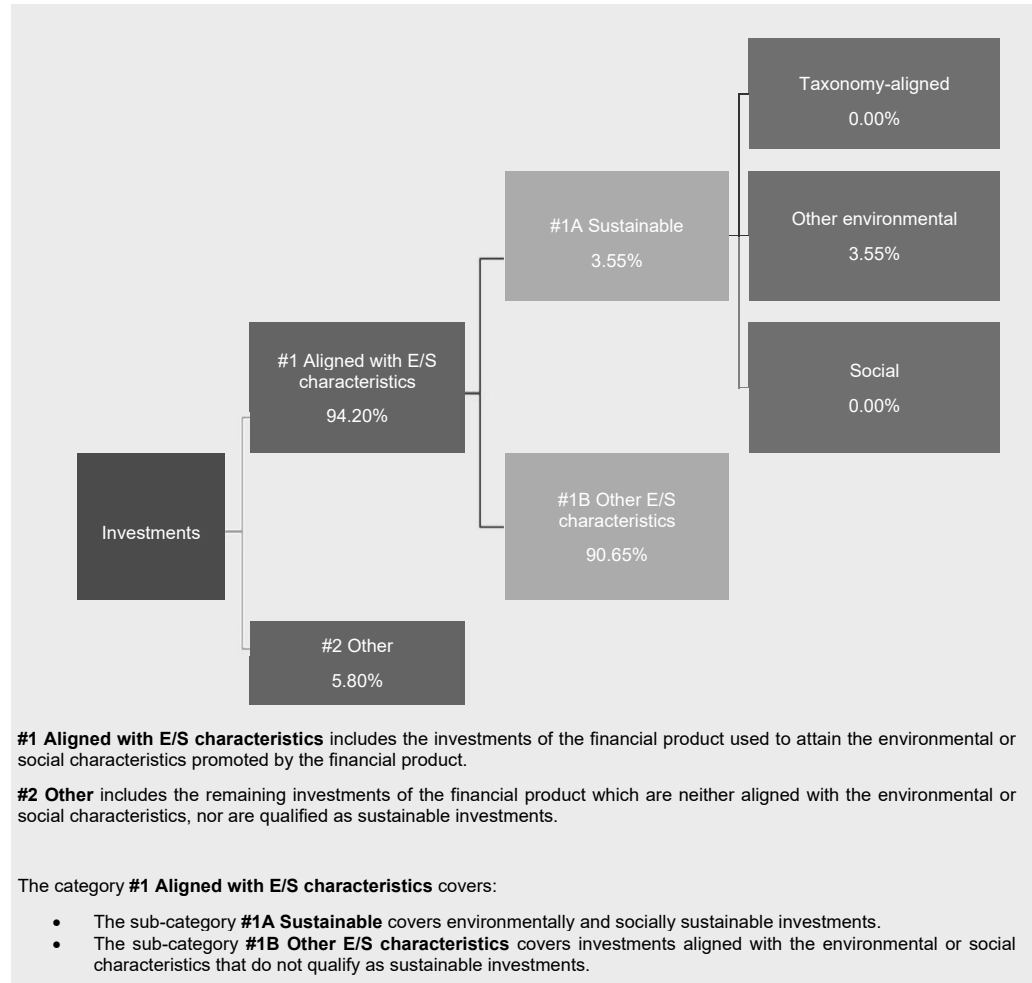 Taxonomy-aligned
0.00%
#1A Sustainable
3.55%
Other environmental
3.55%
#1 Aligned with E/S
characteristics
94.20%
Social
0.00%
Investments
#1B Other E/S
characteristics
90.65%
#2 Other
5.80%
#1 Aligned with E/S characteristics includes the investments of the financial product used to attain the environmental or
social characteristics promoted by the financial product.
#2 Other includes the remaining investments of the financial product which are neither aligned with the environmental or
social characteristics, nor are qualified as sustainable investments.
The category #1 Aligned with E/S characteristics covers:
• The sub-category #1A Sustainable covers environmentally and socially sustainable investments.
• The sub-category #1B Other E/S characteristics covers investments aligned with the environmental or social
characteristics that do not qualify as sustainable investments.